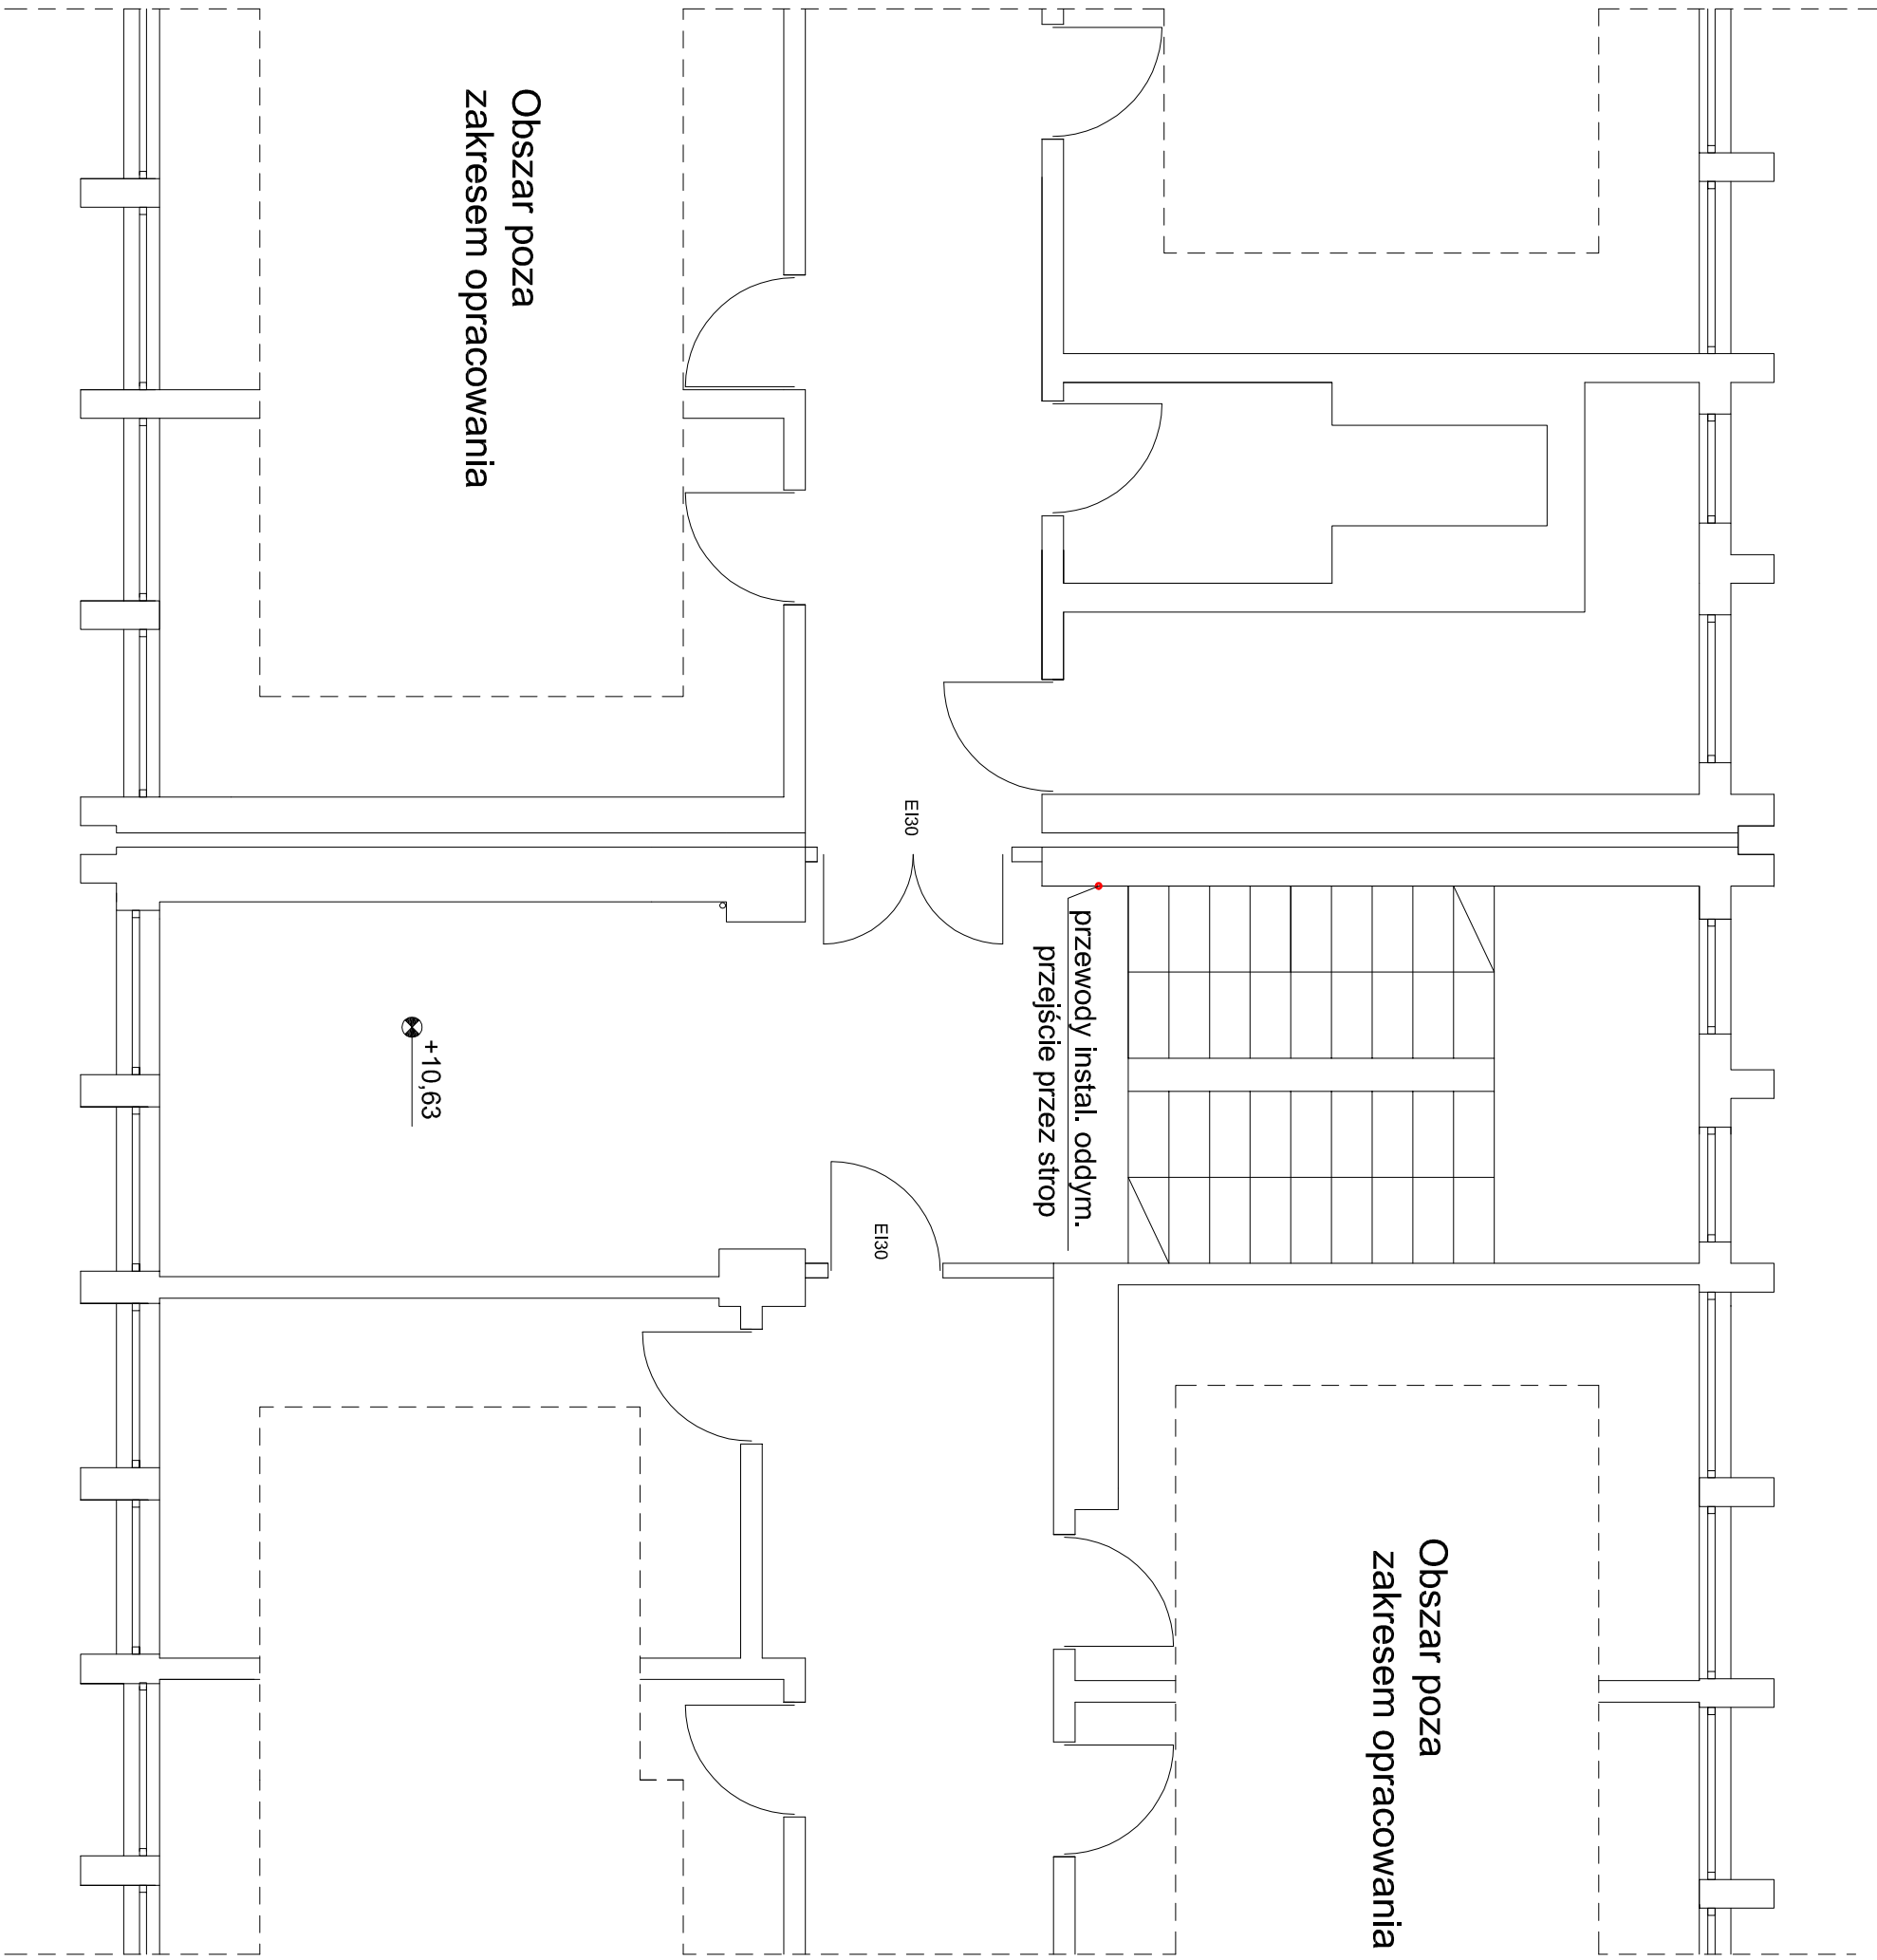 Obszar poza
zakresem opracowania
EI30
przewody instal. oddym.
przejście przez strop
+10,63
EI30
Obszar poza
zakresem opracowania